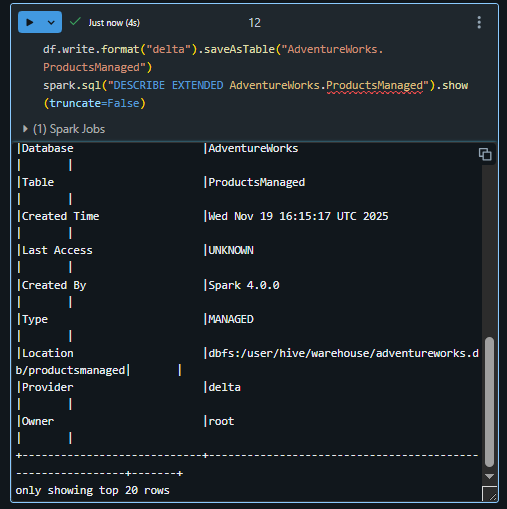 Just now (4s)
12
df.write.format("delta").saveAsTable("AdventureWorks.
ProductsManaged")
spark.sql("DESCRIBE EXTENDED AdventureWorks.ProductsManaged").show
(truncate=False)
(1) Spark Jobs
|Database |AdventureWorks
| |
|Table |ProductsManaged
| |
|Created Time |Wed Nov 19 16:15:17 UTC 2025
| |
|Last Access |UNKNOWN
| |
|Created By |Spark 4.0.0
| |
|Type |MANAGED
| |
|Location |dbfs:/user/hive/warehouse/adventureworks.d
b/productsmanaged| |
|Provider |delta
| |
|Owner |root
| |
+----------------------------+------------------------------------------
-----------------+-------+
only showing top 20 rows